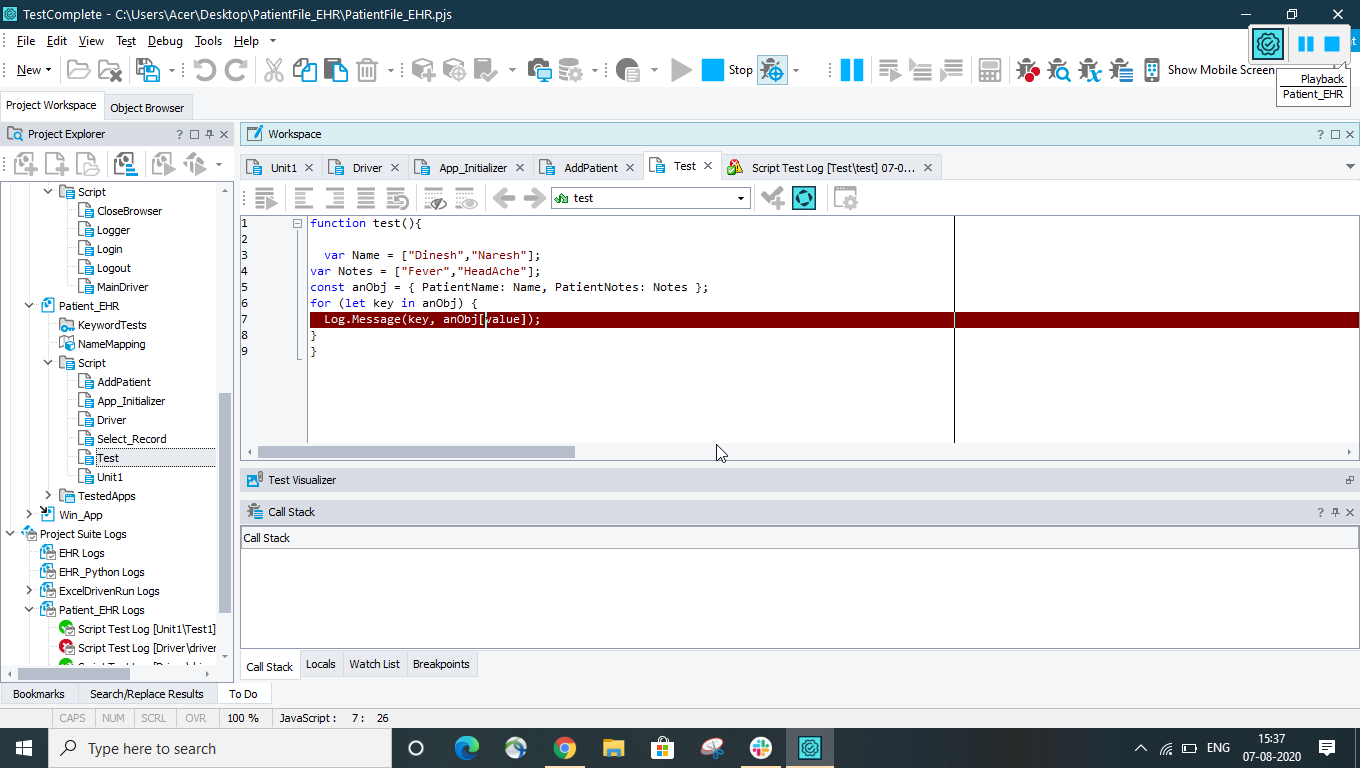 TestComplete - C:\Users\Acer\Desktop\PatientFile_EHR\PatientFile_EHR.pjs
File Edit View Test Debug Tools Help
New Stop Show Mobile Screen
Playback
Patient_EHR
Project Workspace Object Browser
Project Explorer
Script
CloseBrowser
Logger
Login
Logout
MainDriver
Patient_EHR
KeywordTests
NameMapping
Script
AddPatient
App_Initializer
Driver
Select_Record
Test
Unit1
TestedApps
Win_App
Project Suite Logs
EHR Logs
EHR_Python Logs
ExcelDrivenRun Logs
Patient_EHR Logs
Script Test Log [Unit1\Test1]
Script Test Log [Driver\driver
Bookmarks Search/Replace Results To Do
Workspace
Unit1 Driver App_Initializer AddPatient Test Script Test Log [Test\test] 07-0...
test
1 function test(){
2
3 var Name = ["Dinesh","Naresh"];
4 var Notes = ["Fever","HeadAche"];
5 const anObj = { PatientName: Name, PatientNotes: Notes };
6 for (let key in anObj) {
7 Log.Message(key, anObj[value]);
8 }
9 }
Test Visualizer
Call Stack
Call Stack
Call Stack Locals Watch List Breakpoints
CAPS NUM SCRL OVR 100 % JavaScript : 7: 26
Type here to search
ENG
15:37
07-08-2020